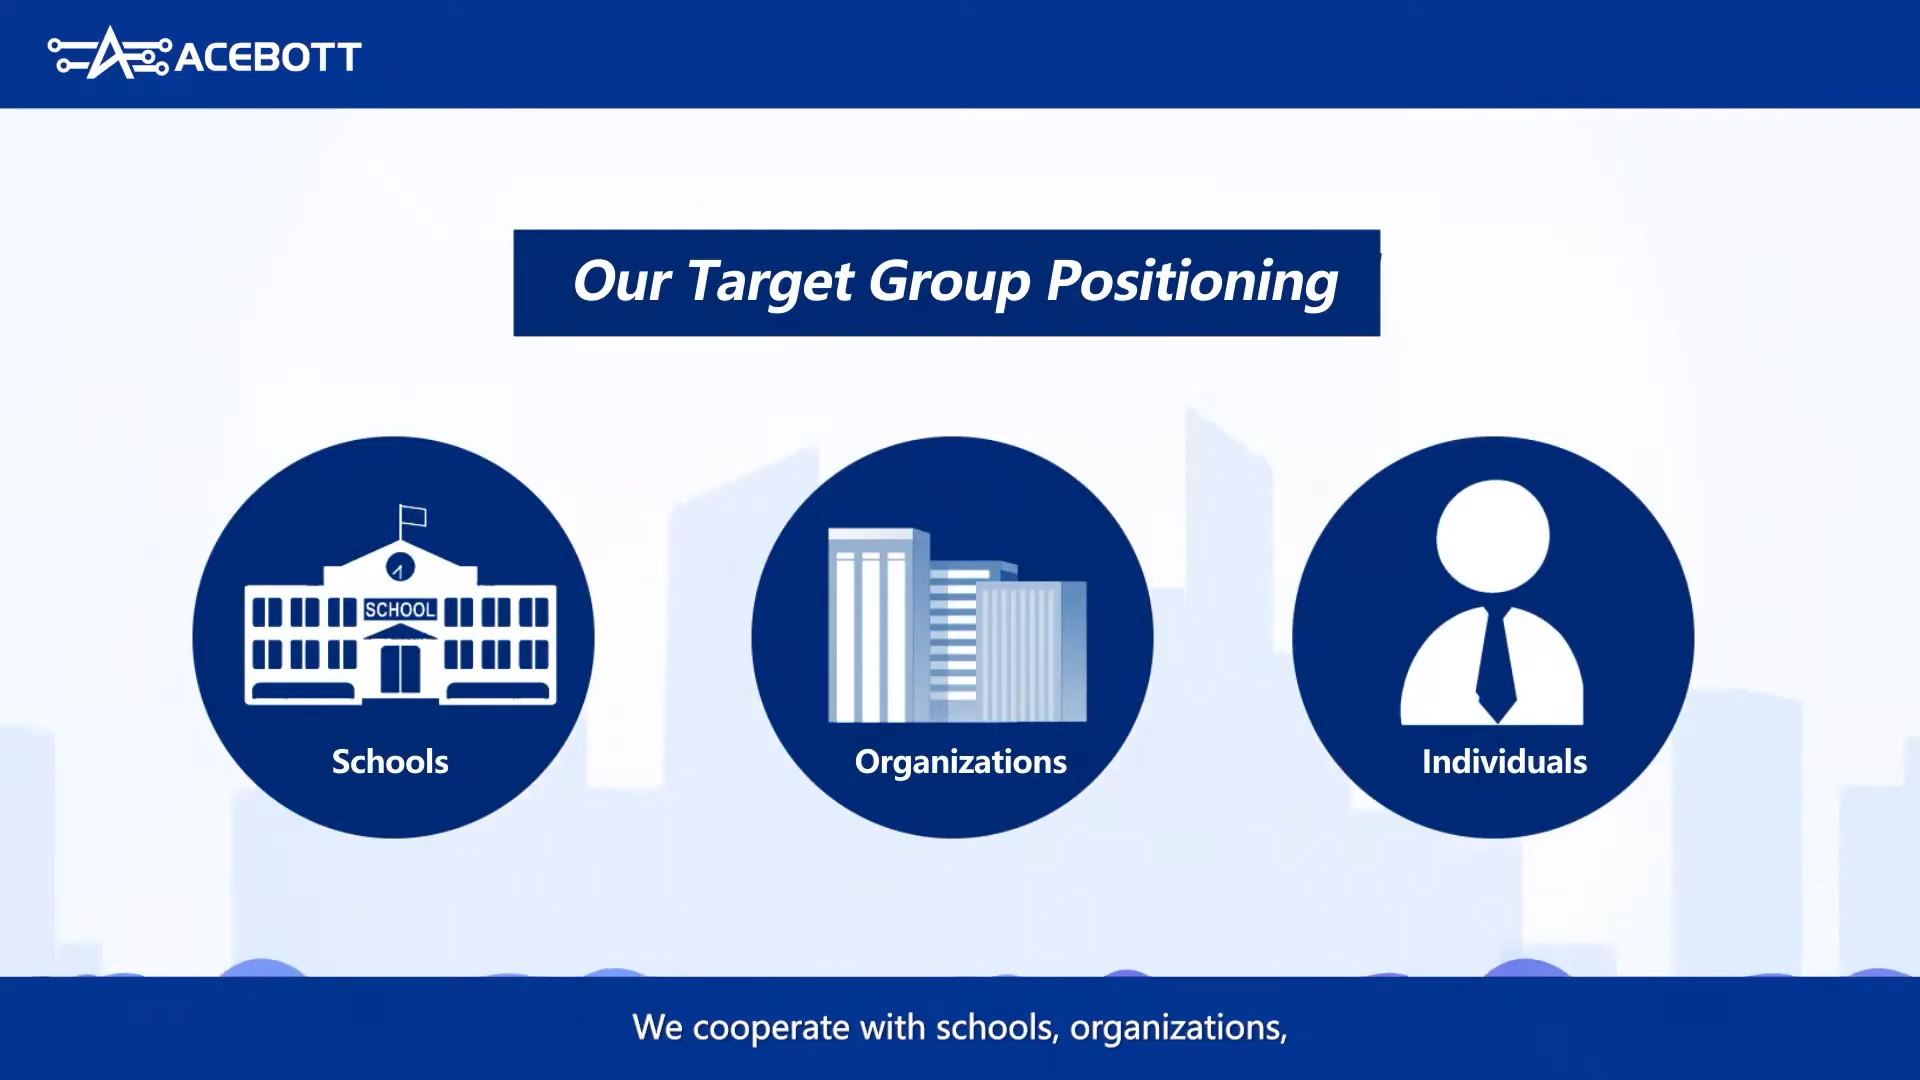 ACEBOTT
Our Target Group Positioning
SCHOOL
Schools
Organizations
Individuals
We cooperate with schools, organizations,